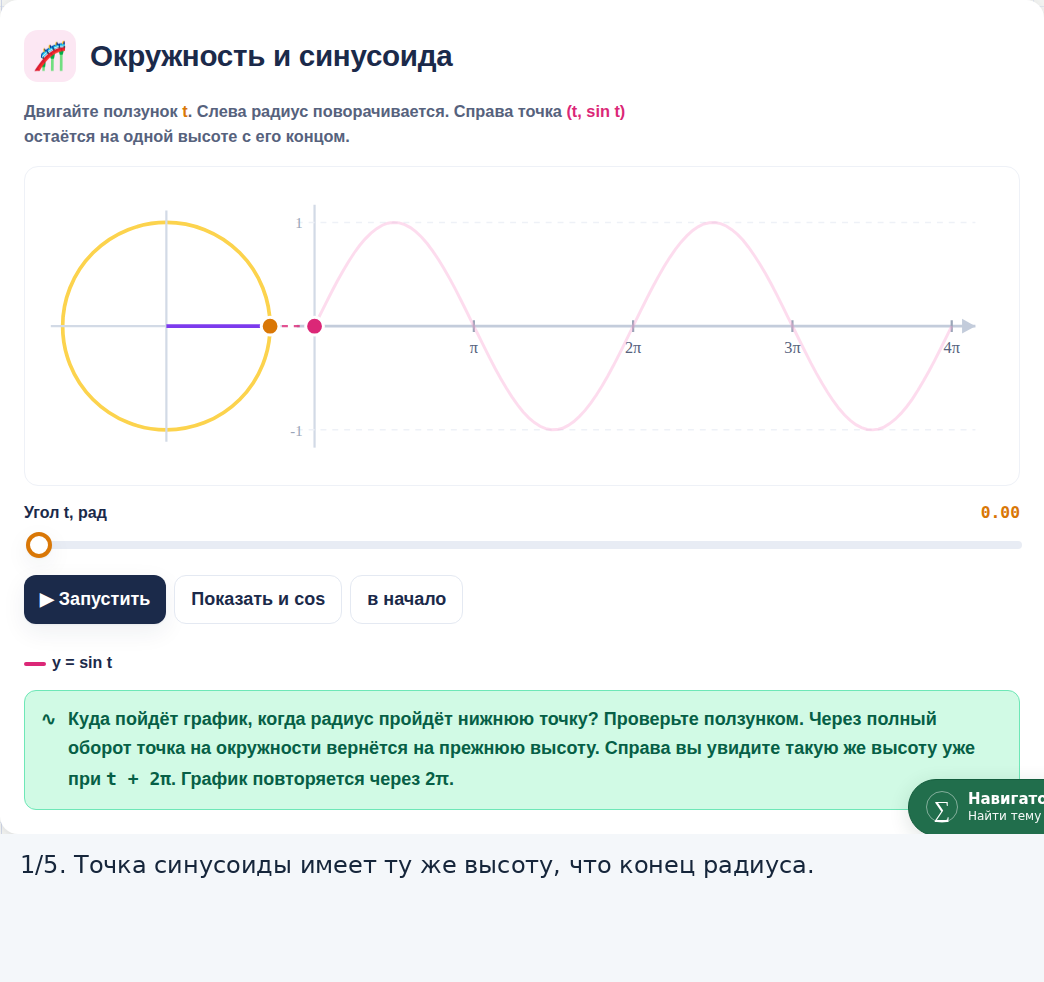 Окружность и синусоида
Двигайте ползунок t. Слева радиус поворачивается. Справа точка (t, sin t)
остаётся на одной высоте с его концом.
1
π
2π
3π
4π
-1
Угол t, рад
0.00
▶ Запустить
Показать и cos
в начало
y = sin t
∿ Куда пойдёт график, когда радиус пройдёт нижнюю точку? Проверьте ползунком. Через полный
оборот точка на окружности вернётся на прежнюю высоту. Справа вы увидите такую же высоту уже
при t + 2π. График повторяется через 2π.
∑
Навигато
Найти тему
1/5. Точка синусоиды имеет ту же высоту, что конец радиуса.